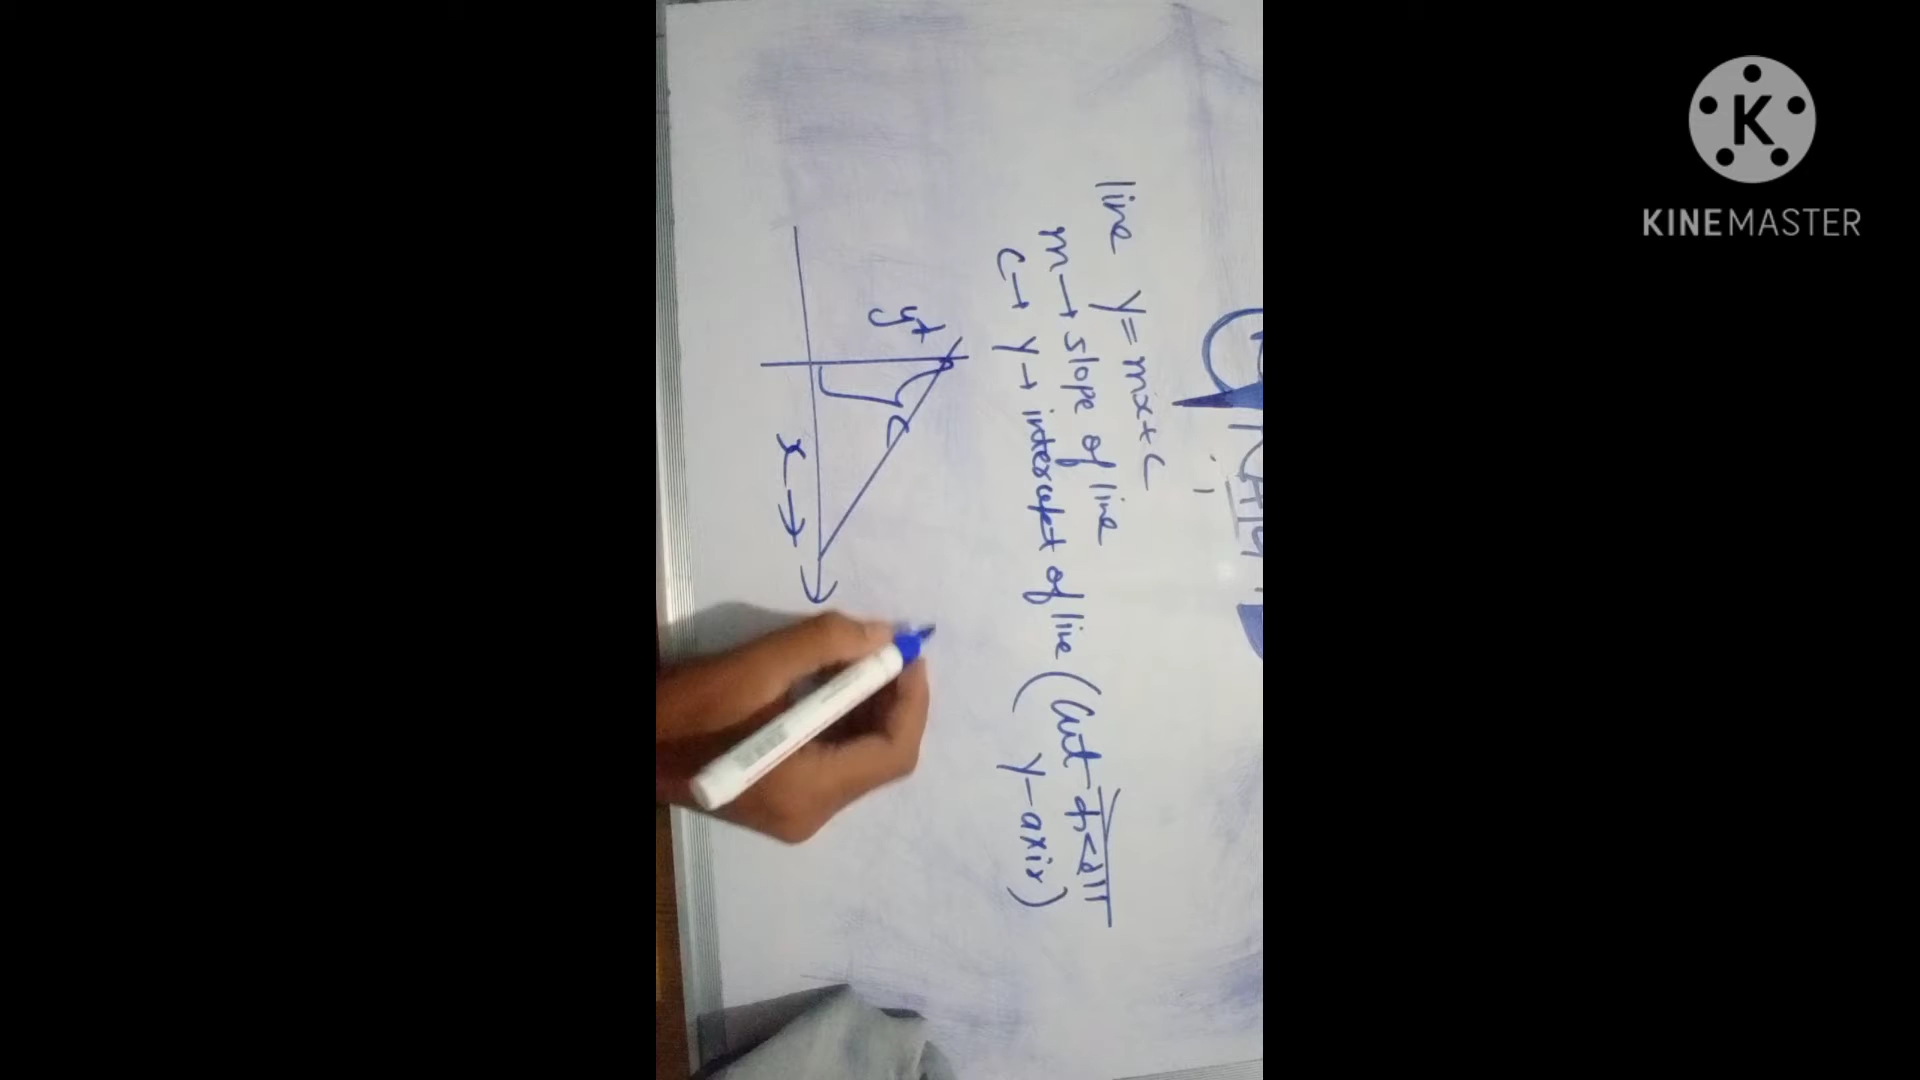 line y = mx + c
m → slope of line
c → y → intercept of line (Cut करता
y-axis)
y↑
c
x →
K
KINEMASTER